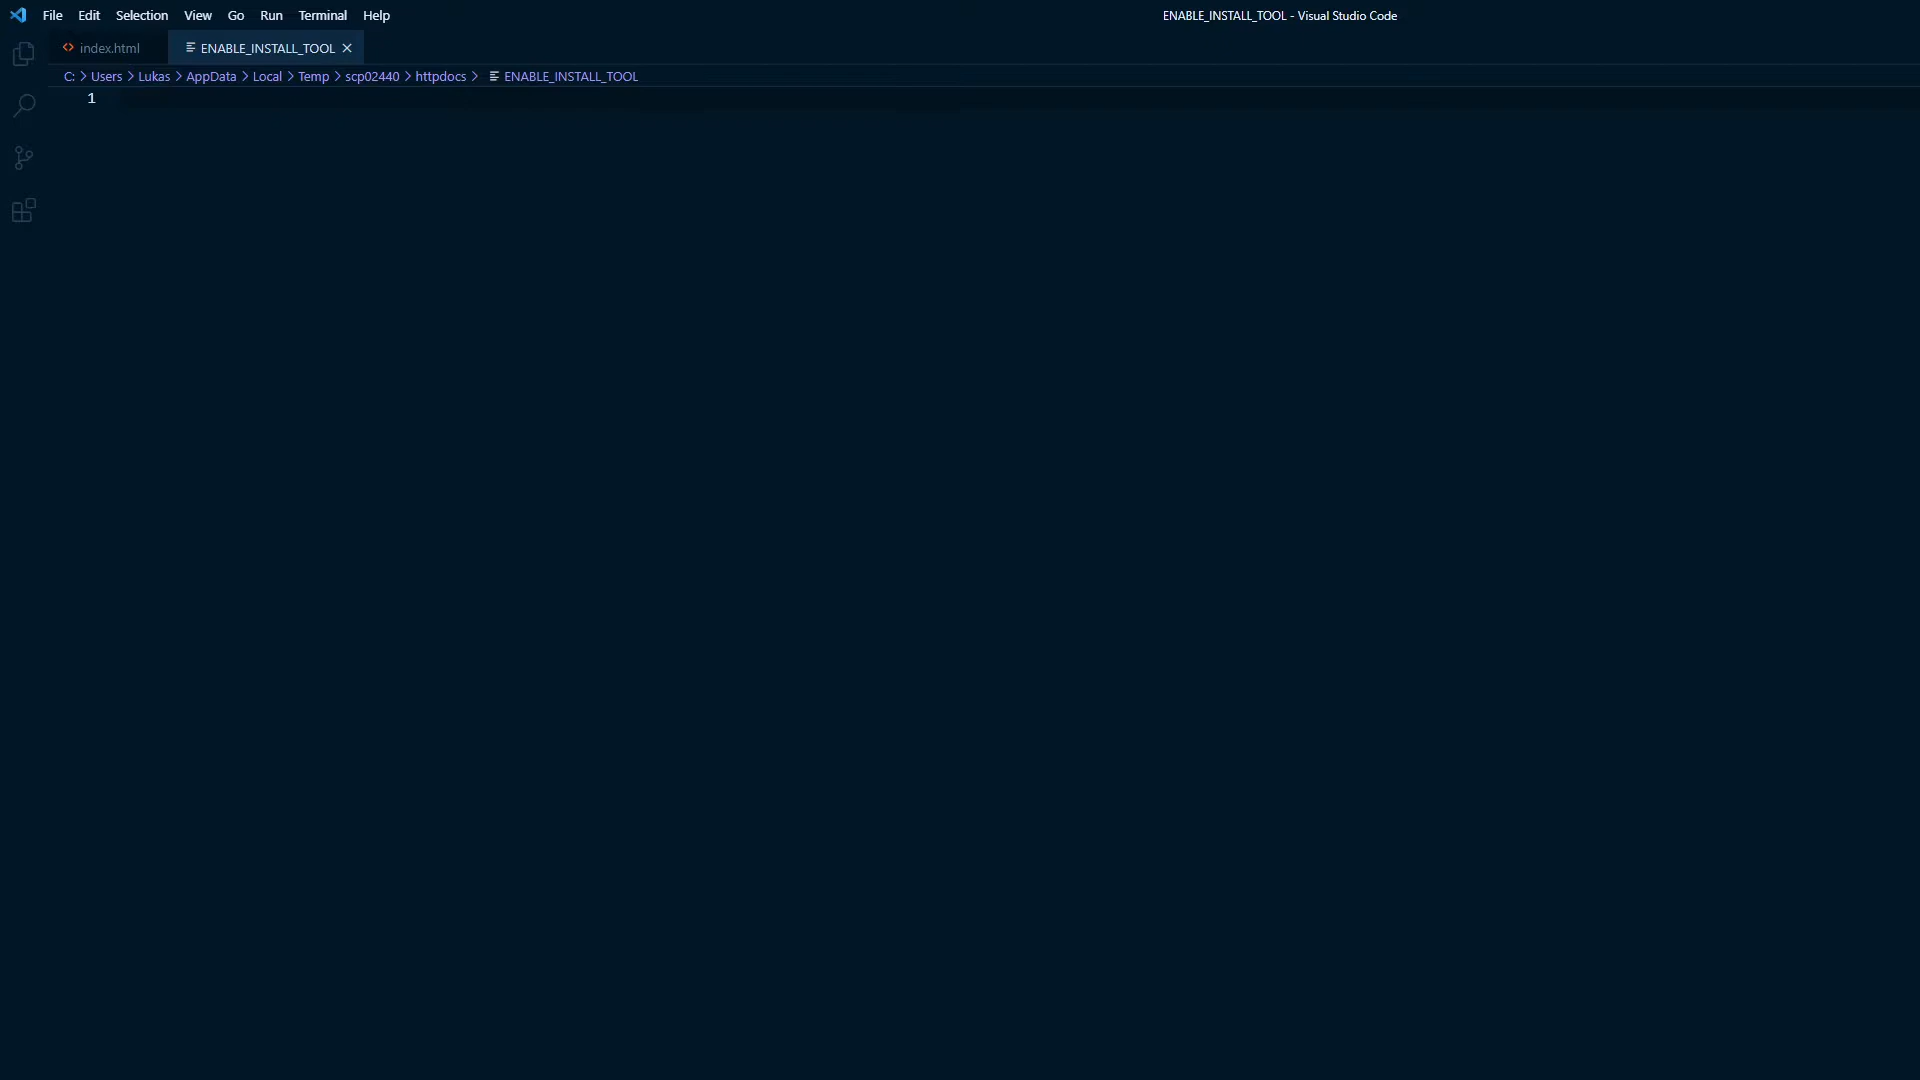 File Edit Selection View Go Run Terminal Help
ENABLE_INSTALL_TOOL - Visual Studio Code
index.html
ENABLE_INSTALL_TOOL
C: > Users > Lukas > AppData > Local > Temp > scp02440 > httpdocs > ENABLE_INSTALL_TOOL
1